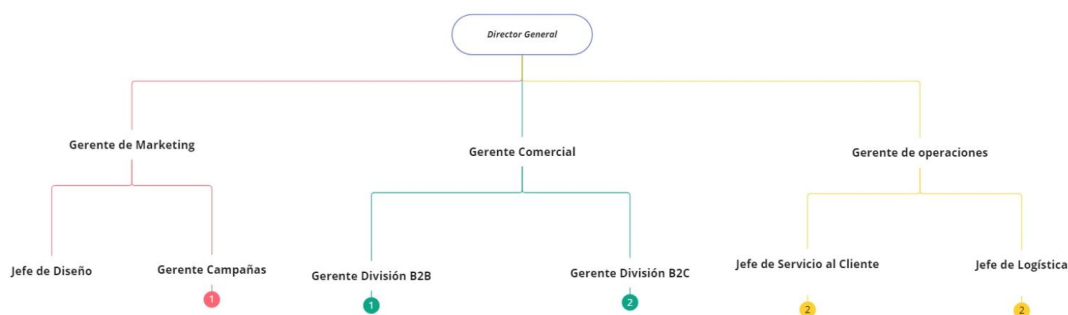 Director General
Gerente de Marketing
Gerente Comercial
Gerente de operaciones
Jefe de Diseño
Gerente Campañas
1
Gerente División B2B
1
Gerente División B2C
2
Jefe de Servicio al Cliente
2
Jefe de Logística
2